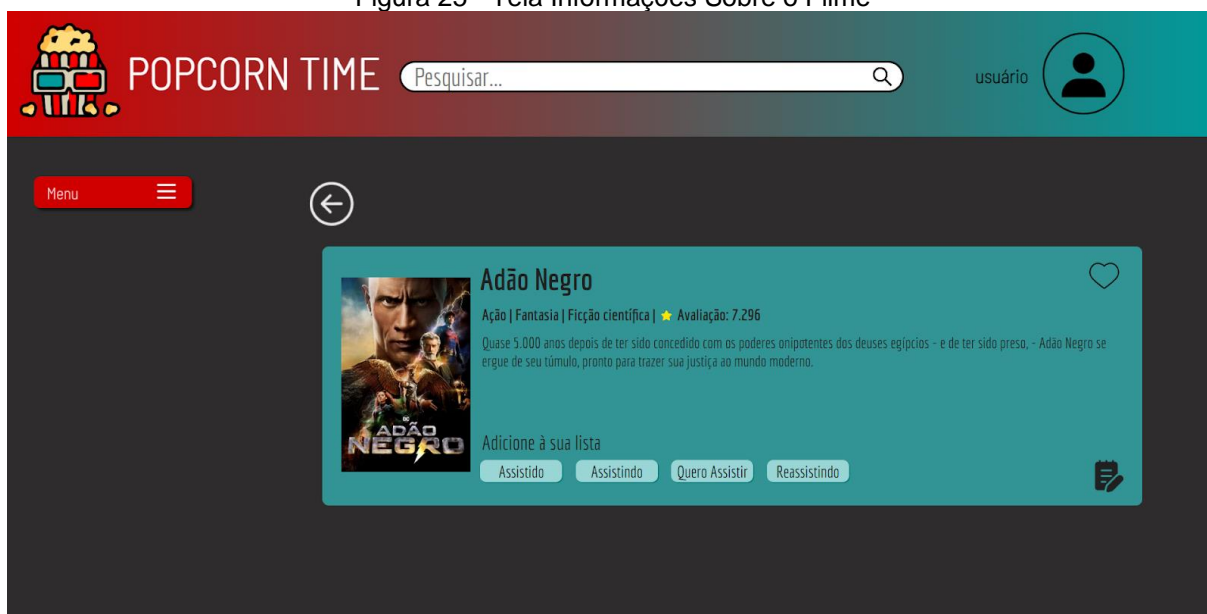 Figura 25 - Tela Informações Sobre o Filme
POPCORN TIME
Pesquisar...
usuário
Menu
Adão Negro
Ação | Fantasia | Ficção científica | Avaliação: 7.296
Quase 5.000 anos depois de ter sido concedido com os poderes onipotentes dos deuses egípcios - e de ter sido preso, - Adão Negro se
ergue de seu túmulo, pronto para trazer sua justiça ao mundo moderno.
DC
ADÃO
NEGRO
Adicione à sua lista
Assistido
Assistindo
Quero Assistir
Reassistindo